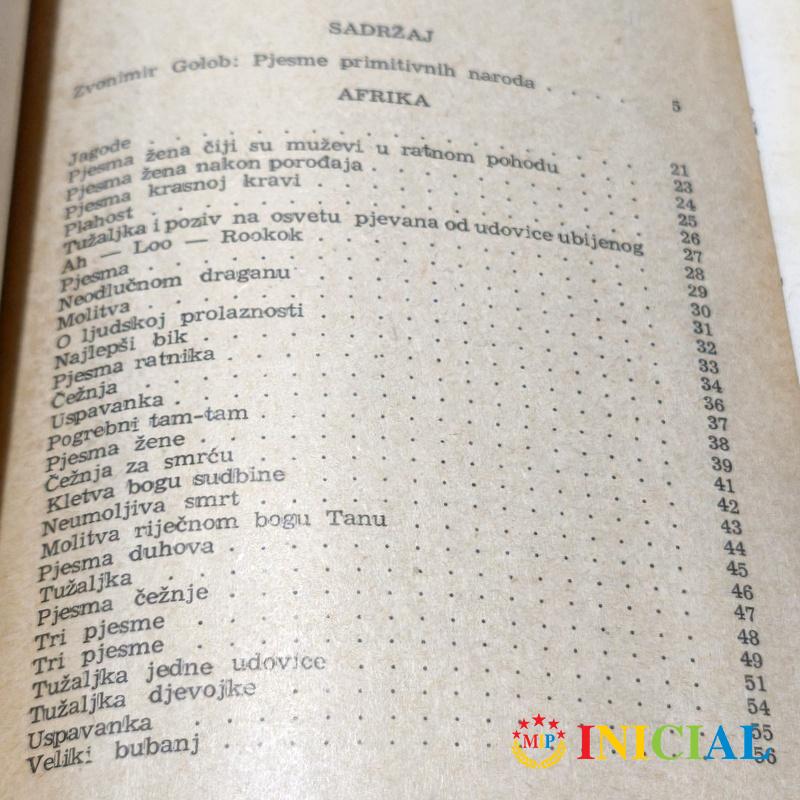 SADRŽAJ
Zvonimir Golob: Pjesme primitivnih naroda . . . . 5
AFRIKA
Jagode . . . . . . . . . . 21
Pjesma žena čiji su muževi u ratnom pohodu . . 23
Pjesma žena nakon porođaja . . . . . . . 24
Pjesma krasnoj kravi . . . . . . . . 25
Plahost . . . . . . . . . . 26
Tužaljka i poziv na osvetu pjevana od udovice ubijenog 27
Ah — Loo — Rookok . . . . . . . . 28
Pjesma . . . . . . . . . . 29
Neodlučnom draganu . . . . . . . . 30
Molitva . . . . . . . . . . 31
O ljudskoj prolaznosti . . . . . . . . 32
Najlepši bik . . . . . . . . . . 33
Pjesma ratnika . . . . . . . . . . 34
Čežnja . . . . . . . . . . 36
Uspavanka . . . . . . . . . . 37
Pogrebni tam-tam . . . . . . . . . 38
Pjesma žene . . . . . . . . . . 39
Čežnja za smrću . . . . . . . . . 41
Kletva bogu sudbine . . . . . . . . 42
Neumoljiva smrt . . . . . . . . . 43
Molitva riječnom bogu Tanu . . . . . . 44
Pjesma duhova . . . . . . . . . 45
Tužaljka . . . . . . . . . . 46
Pjesma čežnje . . . . . . . . . 47
Tri pjesme . . . . . . . . . . 48
Tri pjesme . . . . . . . . . . 49
Tužaljka jedne udovice . . . . . . . . 51
Tužaljka djevojke . . . . . . . . . 54
Uspavanka . . . . . . . . . . 55
Veliki bubanj . . . . . . . . . 56
MIP INICIAL